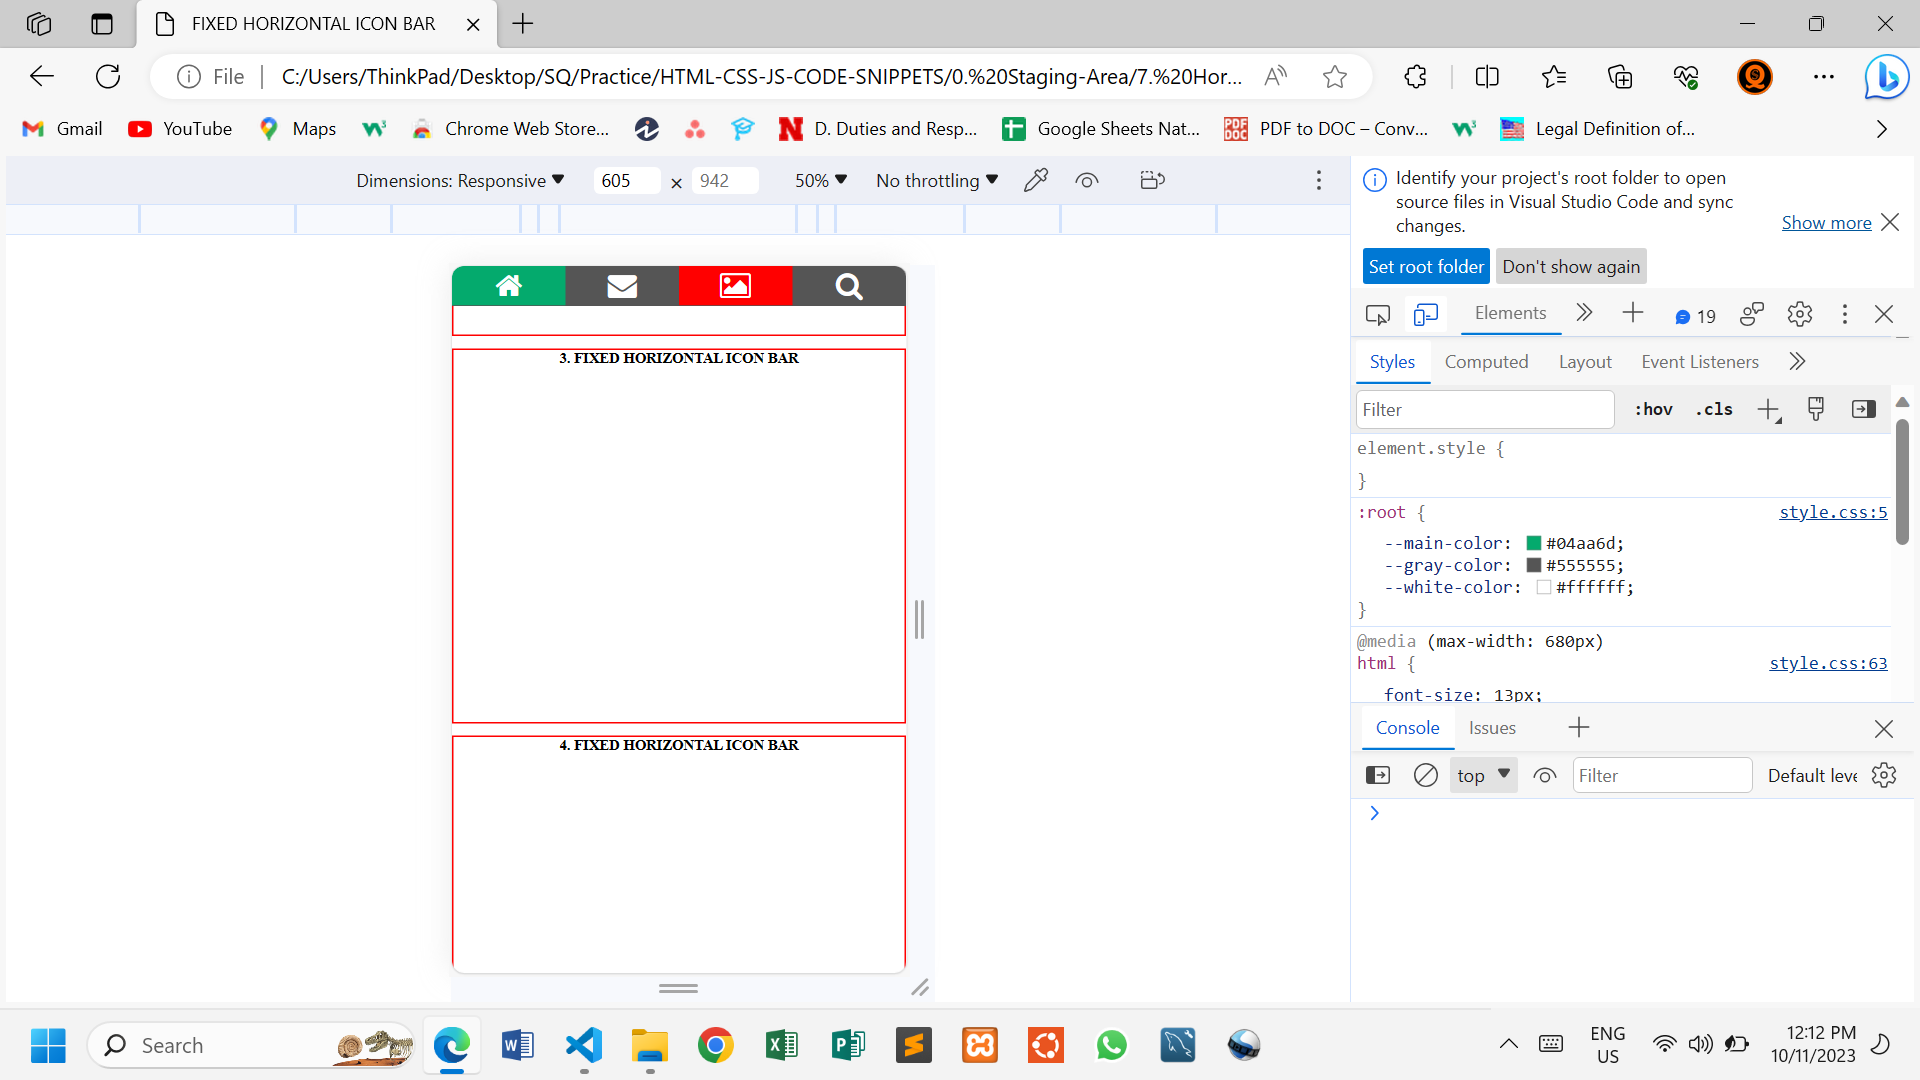 FIXED HORIZONTAL ICON BAR
File
C:/Users/ThinkPad/Desktop/SQ/Practice/HTML-CSS-JS-CODE-SNIPPETS/0.%20Staging-Area/7.%20Hor...
Gmail
YouTube
Maps
Chrome Web Store...
D. Duties and Resp...
Google Sheets Nat...
PDF to DOC – Conv...
Legal Definition of...
Dimensions: Responsive
605 × 942
50%
No throttling
3. FIXED HORIZONTAL ICON BAR
4. FIXED HORIZONTAL ICON BAR
Identify your project's root folder to open
source files in Visual Studio Code and sync
changes.
Show more
Set root folder
Don't show again
Elements
19
Styles
Computed
Layout
Event Listeners
Filter
:hov
.cls
element.style {
}
:root {
style.css:5
--main-color: #04aa6d;
--gray-color: #555555;
--white-color: #ffffff;
}
@media (max-width: 680px)
html {
style.css:63
font-size: 13px;
Console
Issues
top
Filter
Default leve
Search
ENG
US
12:12 PM
10/11/2023